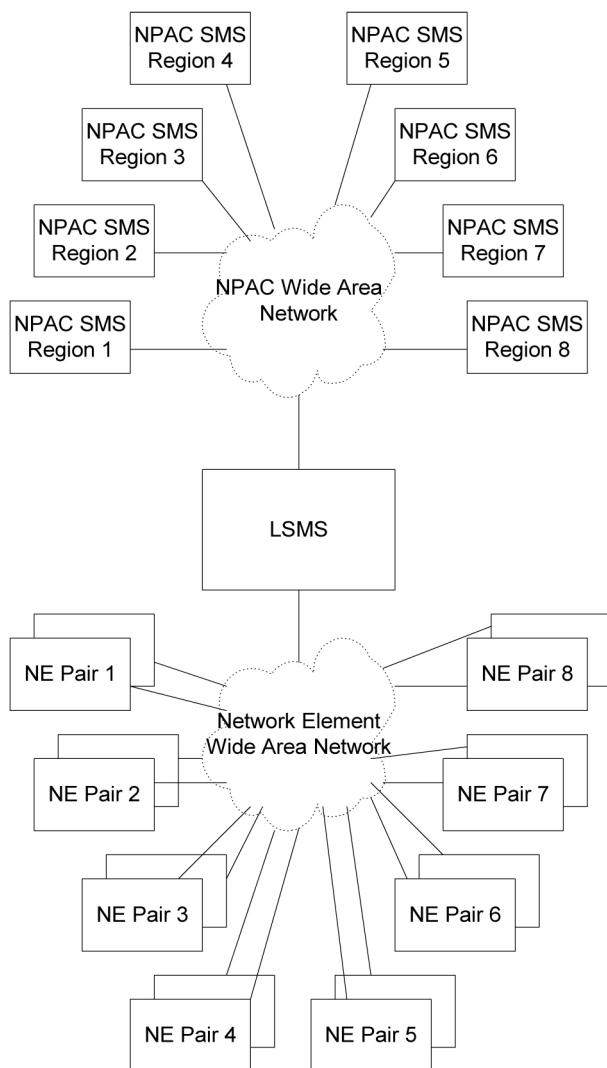 NPAC SMS
Region 4
NPAC SMS
Region 5
NPAC SMS
Region 3
NPAC SMS
Region 6
NPAC SMS
Region 2
NPAC SMS
Region 7
NPAC Wide Area
Network
NPAC SMS
Region 1
NPAC SMS
Region 8
LSMS
NE Pair 1
NE Pair 8
Network Element
Wide Area Network
NE Pair 2
NE Pair 7
NE Pair 3
NE Pair 6
NE Pair 4
NE Pair 5